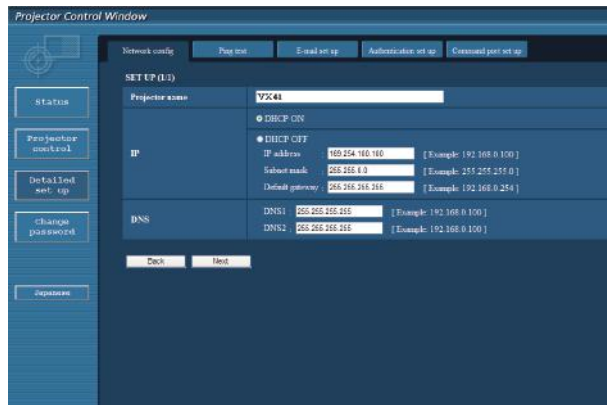 Projector Control Window
Network config
Ping test
E-mail set up
Authentication set up
Command port set up
SET UP (1/1)
Status
Projector control
Detailed set up
Change password
Japanese
Projector name
VX41
IP
DHCP ON
DHCP OFF
IP address : 169.254.100.100 [ Example: 192.168.0.100 ]
Subnet mask : 255.255.0.0 [ Example: 255.255.255.0 ]
Default gateway : 255.255.255.255 [ Example: 192.168.0.254 ]
DNS
DNS1 : 255.255.255.255 [ Example: 192.168.0.100 ]
DNS2 : 255.255.255.255 [ Example: 192.168.0.100 ]
Back
Next